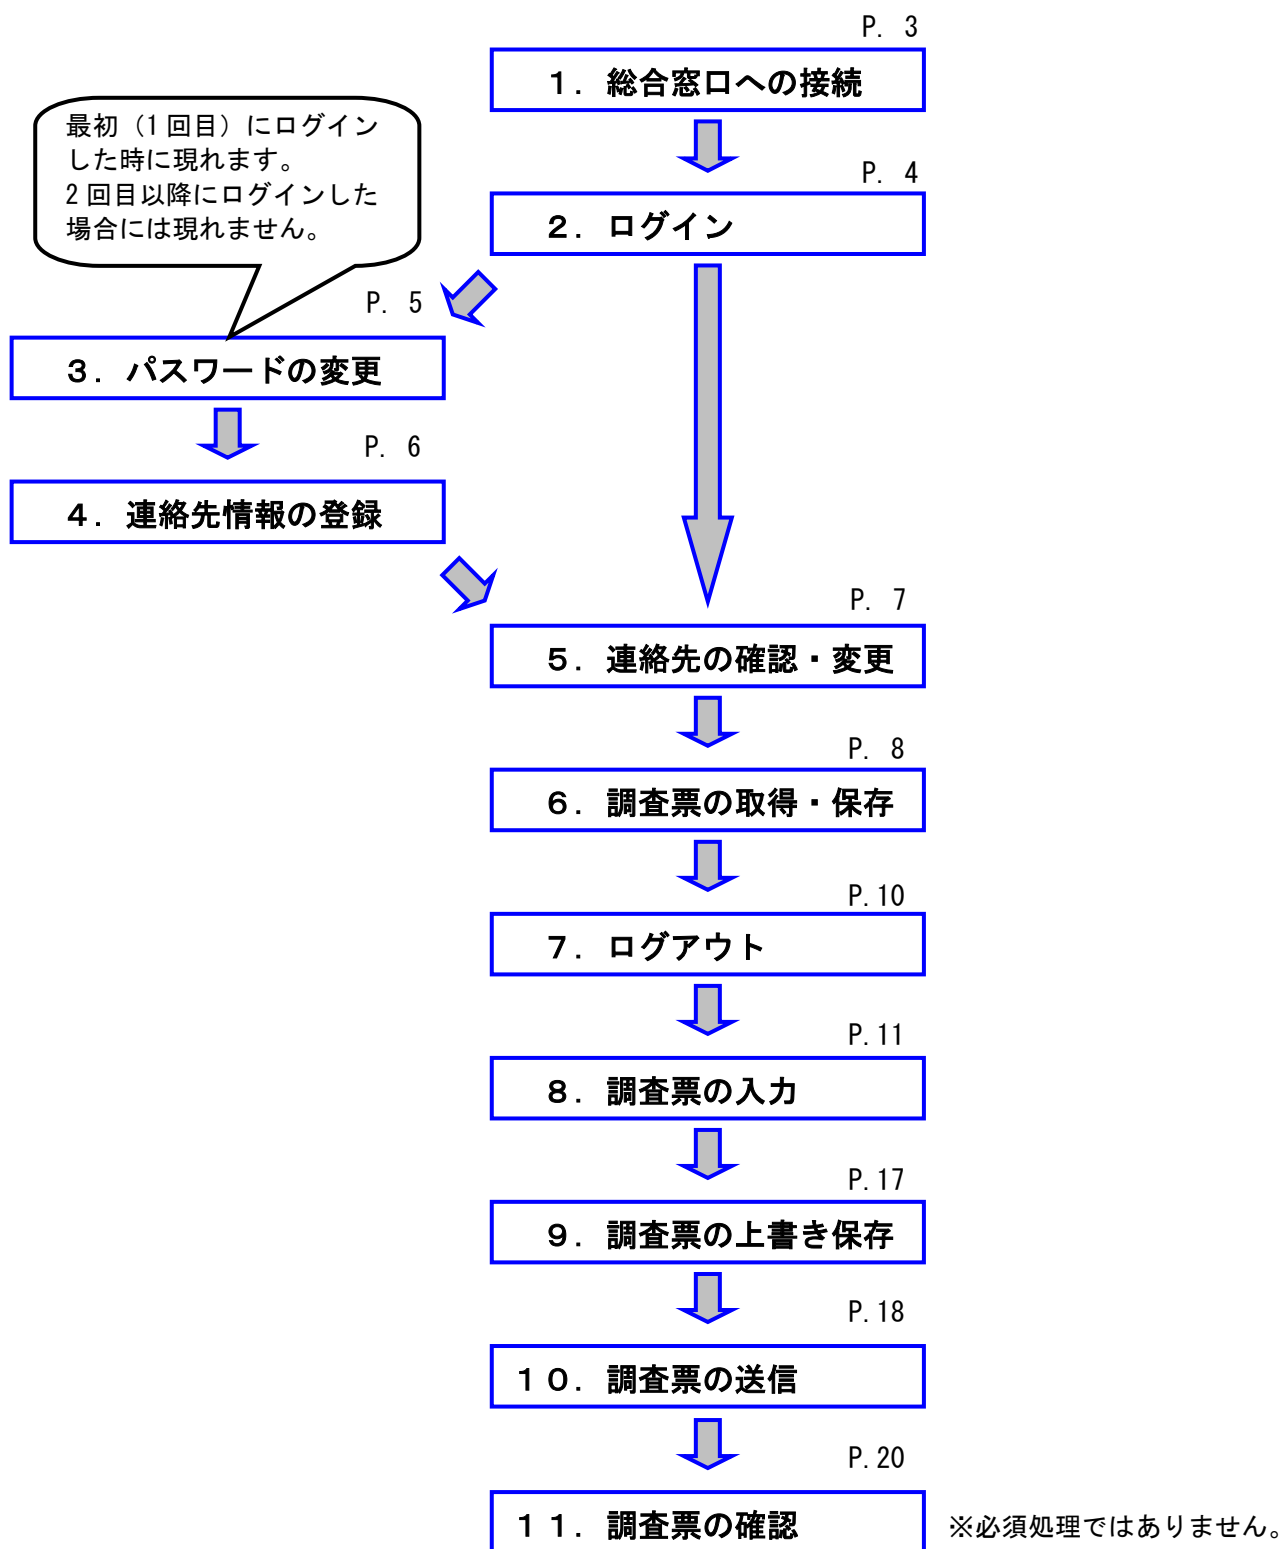 P. 3
１．総合窓口への接続
最初（1回目）にログイン
した時に現れます。
2回目以降にログインした
場合には現れません。
P. 4
２．ログイン
P. 5
３．パスワードの変更
P. 6
４．連絡先情報の登録
P. 7
５．連絡先の確認・変更
P. 8
６．調査票の取得・保存
P.10
７．ログアウト
P.11
８．調査票の入力
P.17
９．調査票の上書き保存
P.18
１０．調査票の送信
P.20
１１．調査票の確認
※必須処理ではありません。